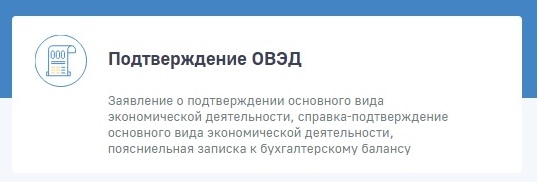 Подтверждение ОВЭД
Заявление о подтверждении основного вида
экономической деятельности, справка-подтверждение
основного вида экономической деятельности,
пояснительная записка к бухгалтерскому балансу